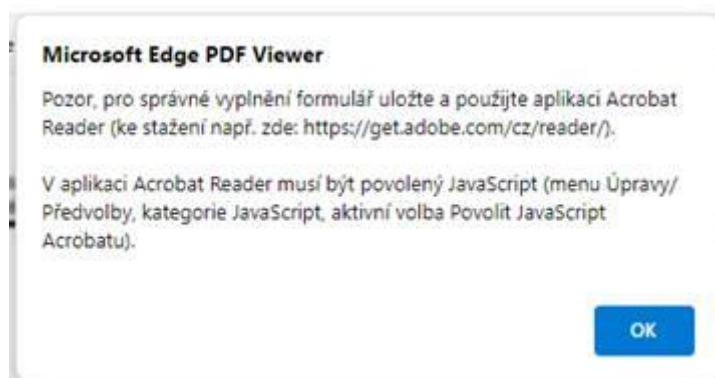 Microsoft Edge PDF Viewer
Pozor, pro správné vyplnění formulář uložte a použijte aplikaci Acrobat
Reader (ke stažení např. zde: https://get.adobe.com/cz/reader/).
V aplikaci Acrobat Reader musí být povolený JavaScript (menu Úpravy/
Předvolby, kategorie JavaScript, aktivní volba Povolit JavaScript
Acrobatu).
OK